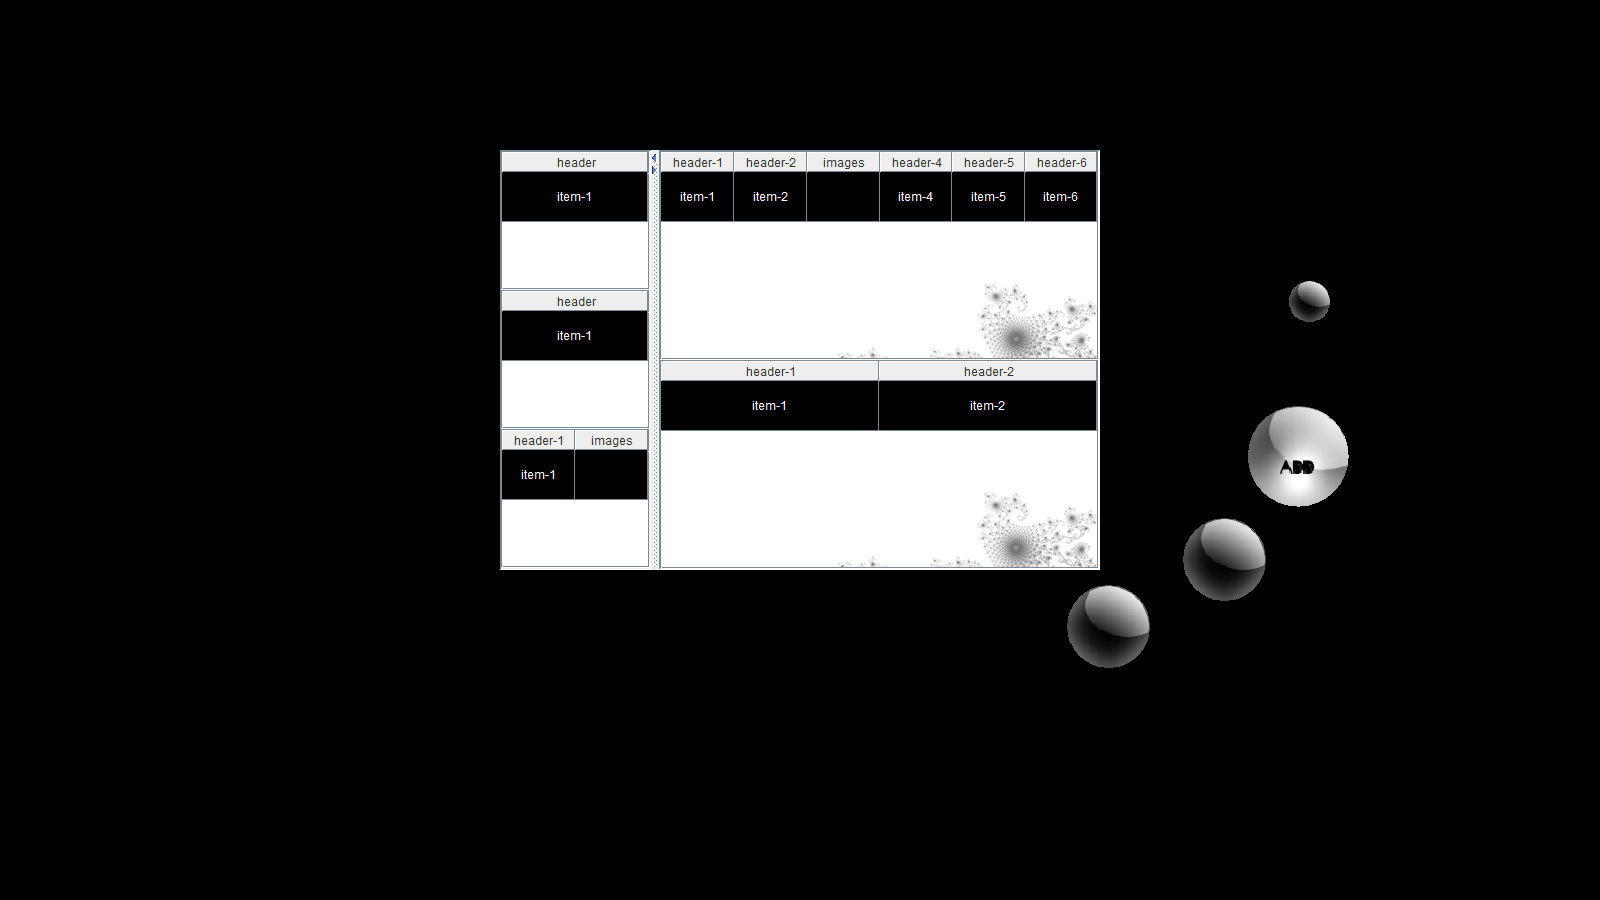 header
item-1
header
item-1
header-1 images
item-1
header-1 header-2 images header-4 header-5 header-6
item-1 item-2 item-4 item-5 item-6
header-1 header-2
item-1 item-2
ADD